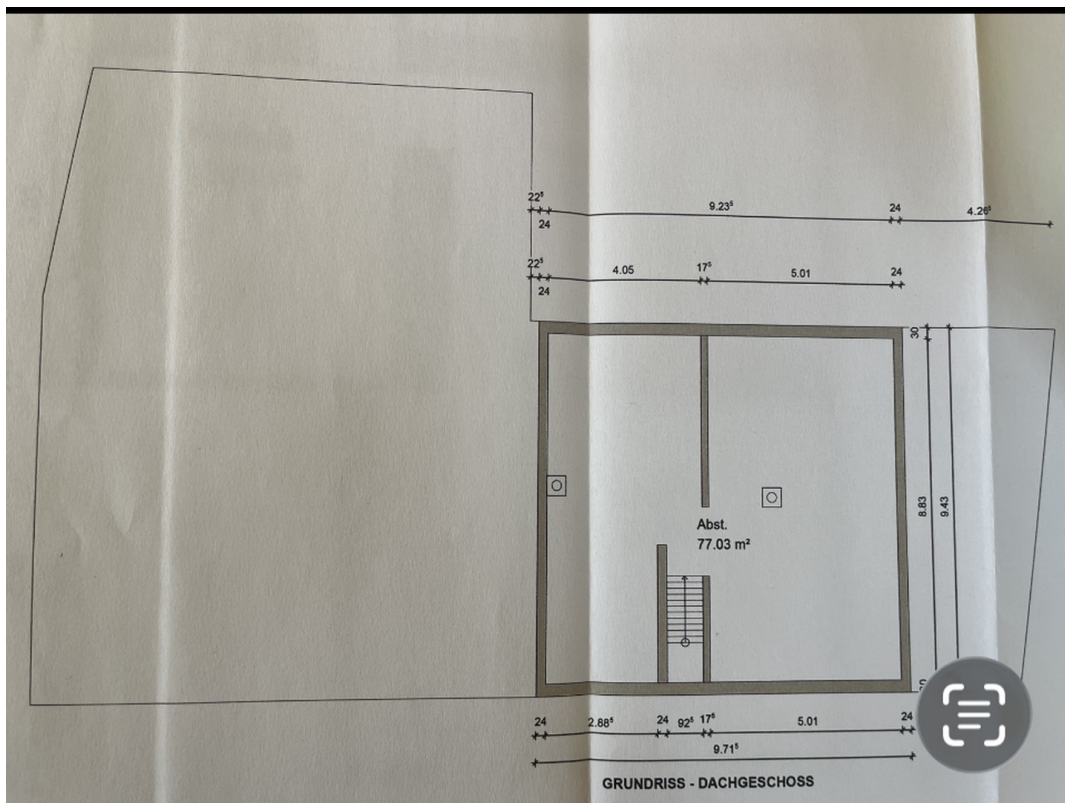 22⁵ 9.23⁵ 24 4.26⁵
24
22⁵ 4.05 17⁵ 5.01 24
24
30
8.83
9.43
Abst.
77.03 m²
24 2.88⁵ 24 92⁵ 17⁵ 5.01 24
9.71⁵
GRUNDRISS - DACHGESCHOSS